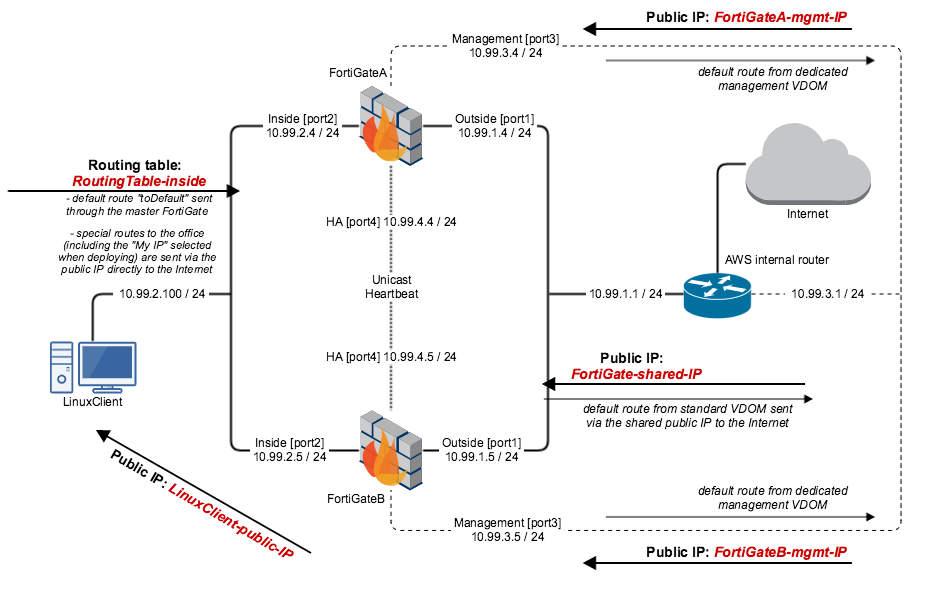 Public IP: FortiGateA-mgmt-IP
Management [port3]
10.99.3.4 / 24
default route from dedicated
management VDOM
FortiGateA
Inside [port2]
10.99.2.4 / 24
Outside [port1]
10.99.1.4 / 24
Routing table:
RoutingTable-inside
- default route "toDefault" sent
through the master FortiGate
- special routes to the office
(including the "My IP" selected
when deploying) are sent via the
public IP directly to the Internet
HA [port4] 10.99.4.4 / 24
Internet
AWS internal router
Unicast
Heartbeat
10.99.2.100 / 24
10.99.1.1 / 24
10.99.3.1 / 24
HA [port4] 10.99.4.5 / 24
Public IP:
FortiGate-shared-IP
default route from standard VDOM sent
via the shared public IP to the Internet
LinuxClient
Inside [port2]
10.99.2.5 / 24
Outside [port1]
10.99.1.5 / 24
FortiGateB
Public IP: LinuxClient-public-IP
default route from dedicated
management VDOM
Management [port3]
10.99.3.5 / 24
Public IP: FortiGateB-mgmt-IP